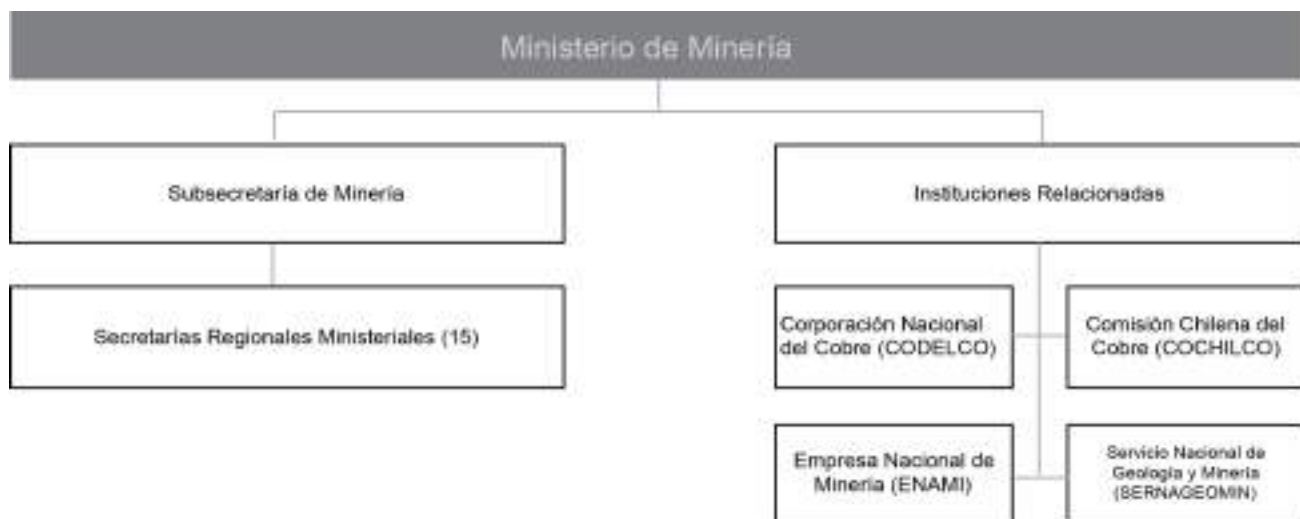 Ministerio de Minería
Subsecretaría de Minería
Instituciones Relacionadas
Secretarías Regionales Ministeriales (15)
Corporación Nacional
del Cobre (CODELCO)
Comisión Chilena del
Cobre (COCHILCO)
Empresa Nacional de
Minería (ENAMI)
Servicio Nacional de
Geología y Minería
(SERNAGEOMIN)